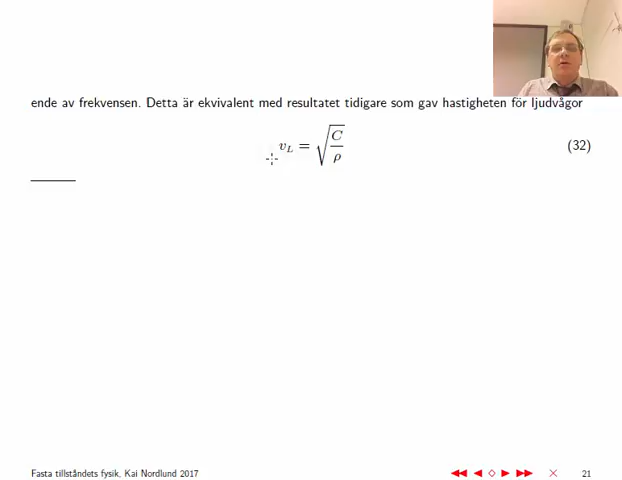 ende av frekvensen. Detta är ekvivalent med resultatet tidigare som gav hastigheten för ljudvågor
v_L = √(C/ρ) (32)
Fasta tillståndets fysik, Kai Nordlund 2017 21